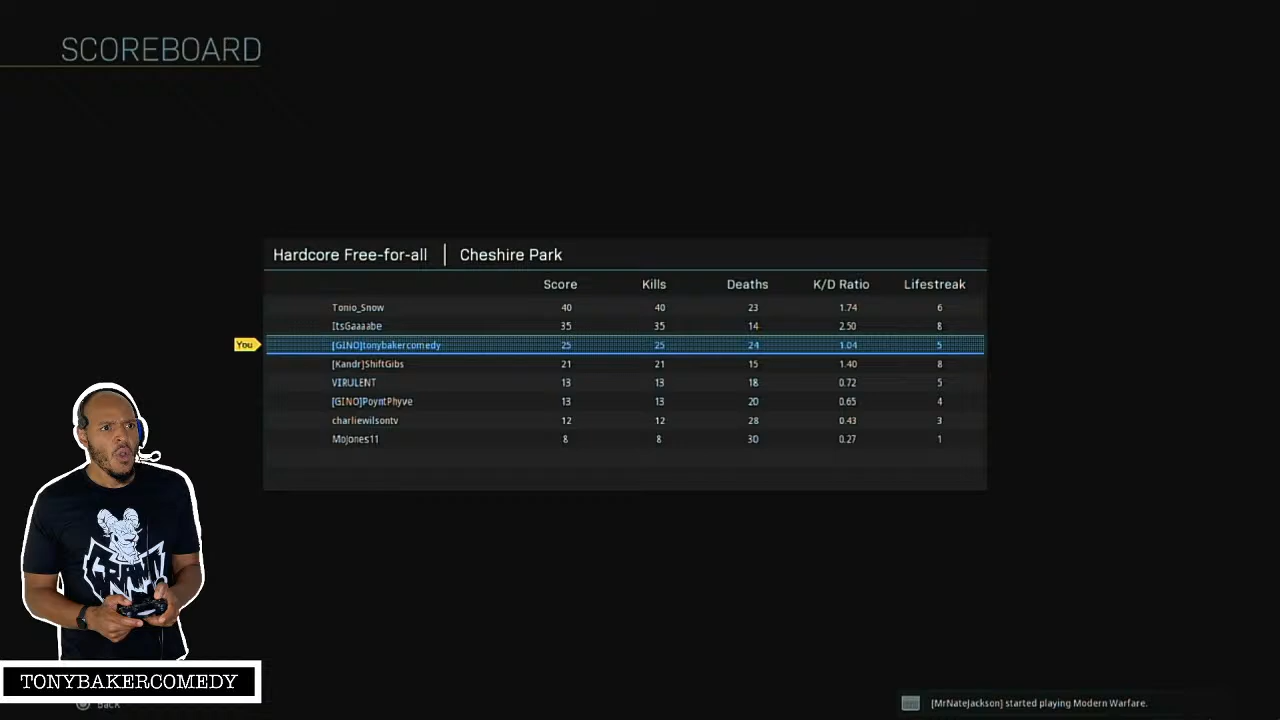 SCOREBOARD
Hardcore Free-for-all | Cheshire Park
Score Kills Deaths K/D Ratio Lifestreak
Tonio_Snow 40 40 23 1.74 6
ItsGaaaabe 35 35 14 2.50 8
You [GINO]tonybakercomedy 25 25 24 1.04 5
[Kandr]ShiftGibs 21 21 15 1.40 8
VIRULENT 13 13 18 0.72 5
[GINO]PoyntPhyve 13 13 20 0.65 4
charliewilsontv 12 12 28 0.43 3
MoJones11 8 8 30 0.27 1
GRAMS
TONYBAKERCOMEDY
Back
[MrNateJackson] started playing Modern Warfare.